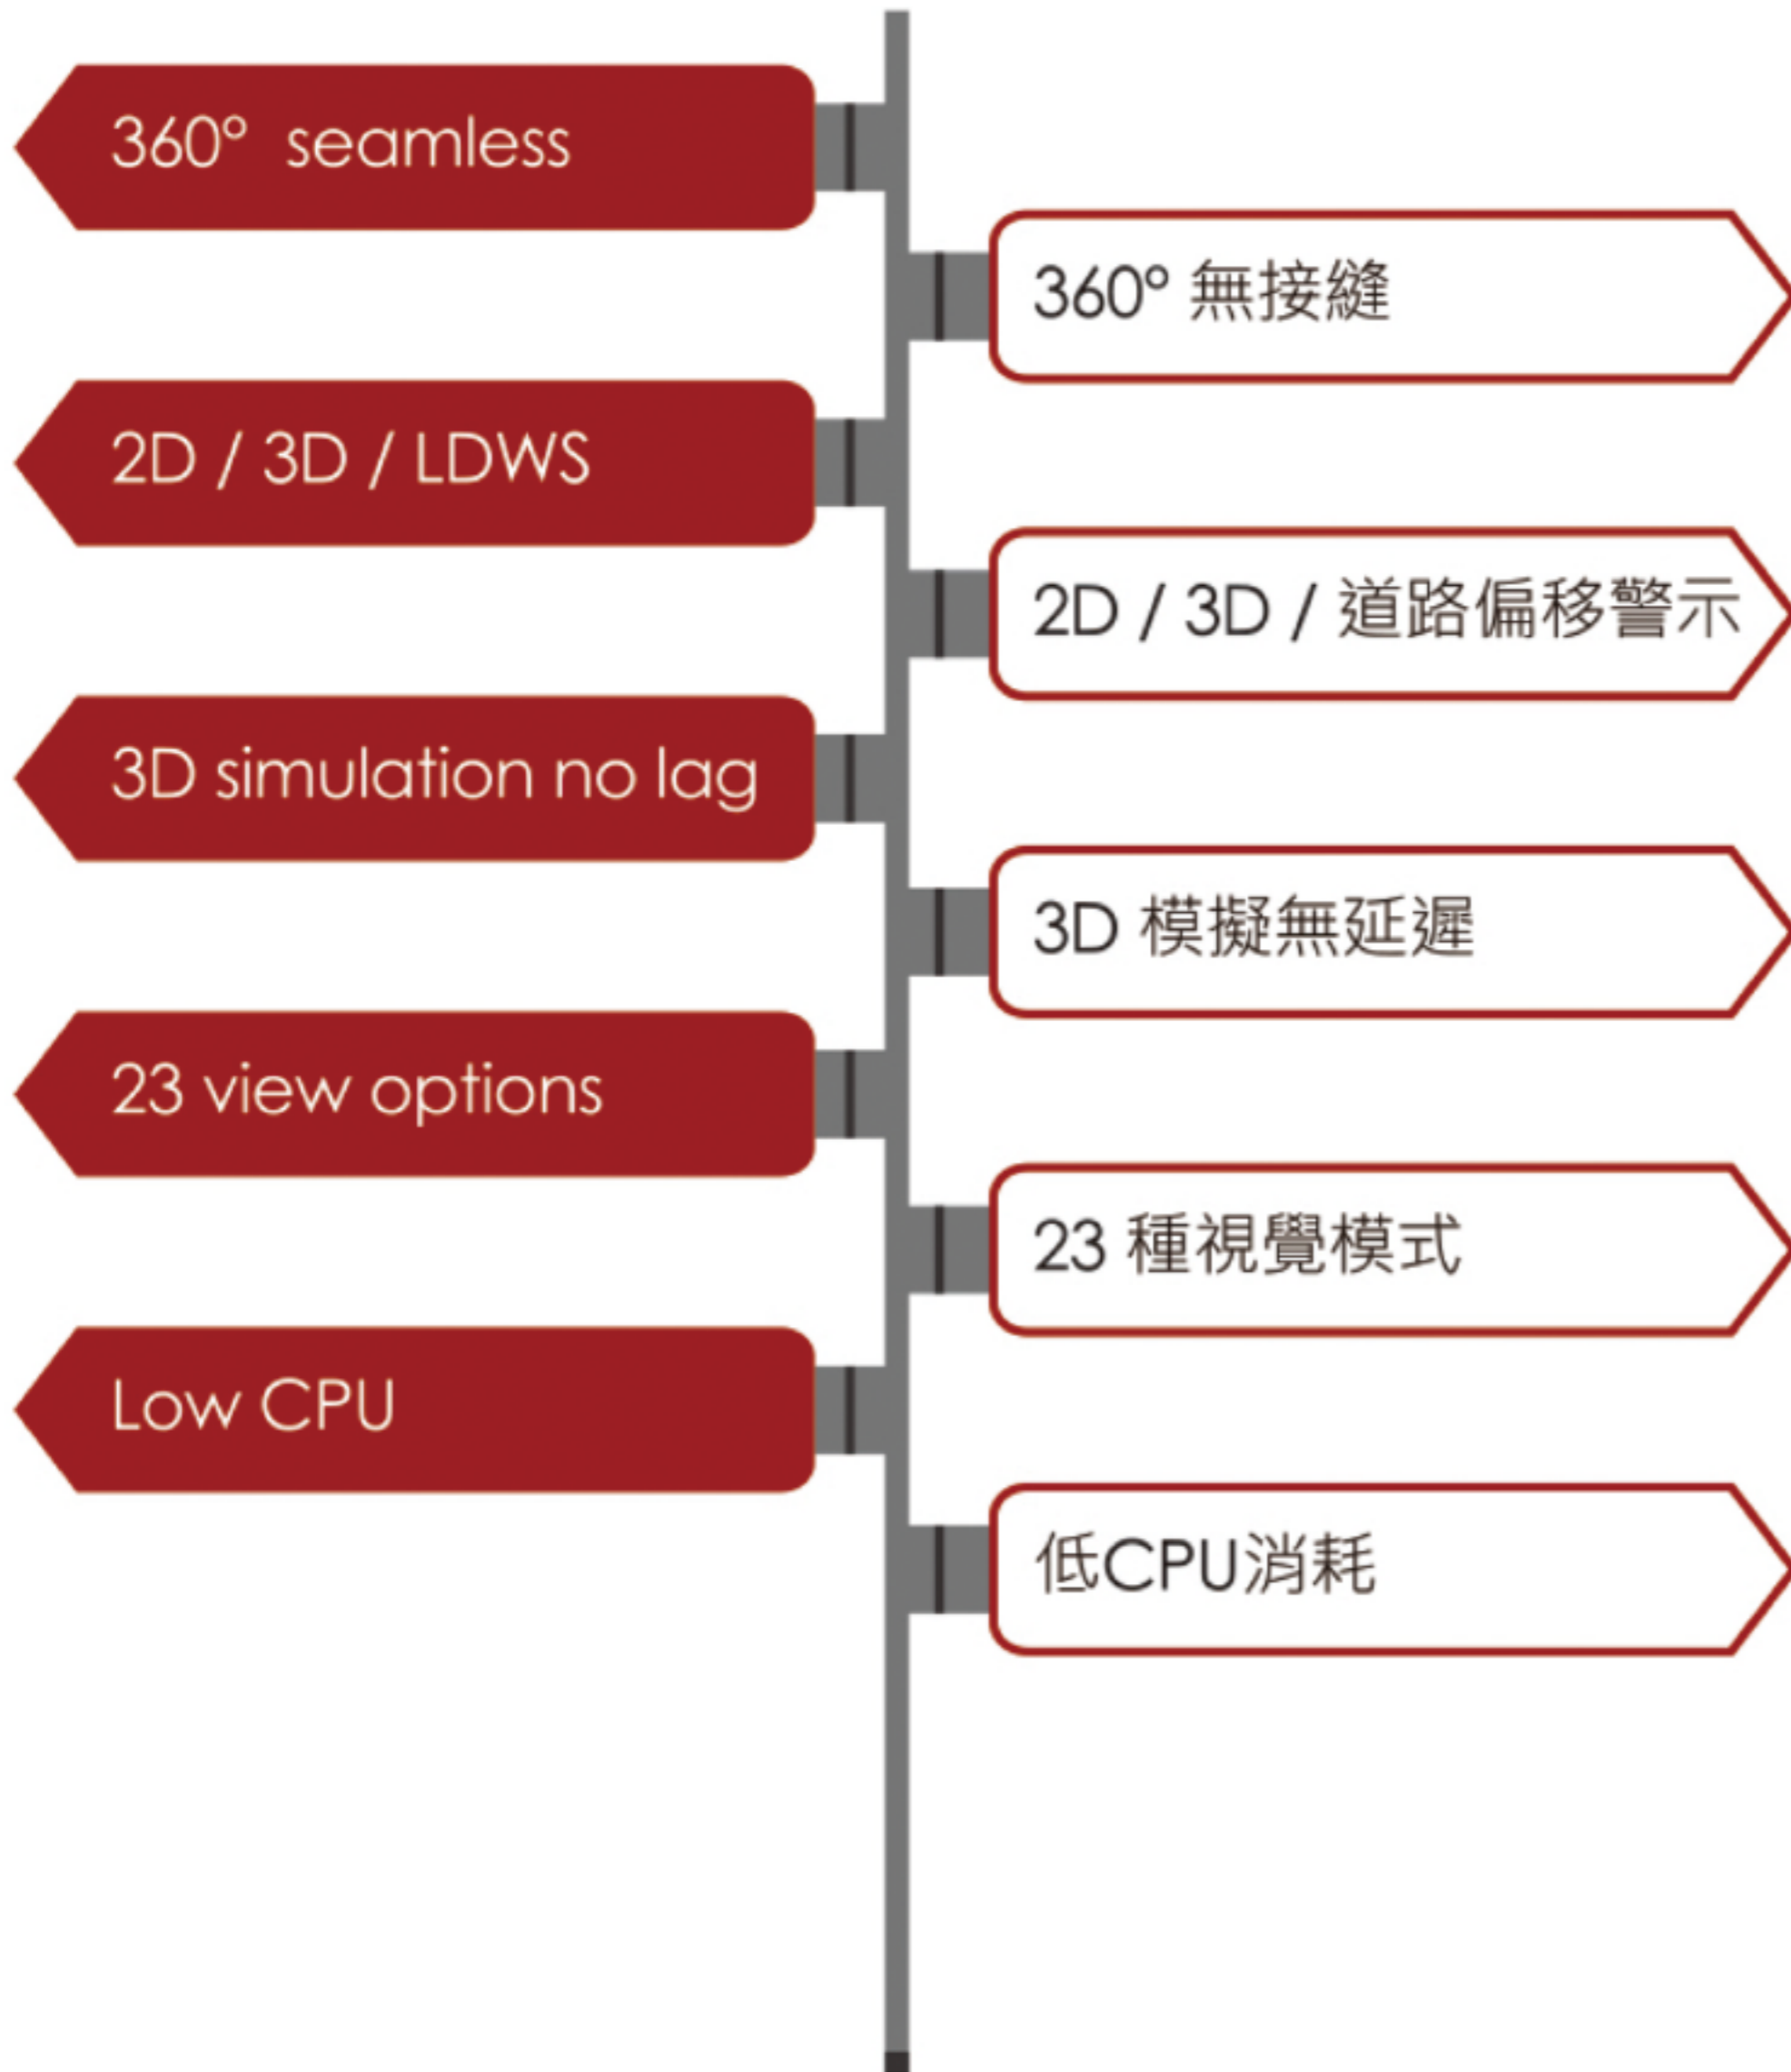 360° seamless
360° 無接縫
2D / 3D / LDWS
2D / 3D / 道路偏移警示
3D simulation no lag
3D 模擬無延遲
23 view options
23 種視覺模式
Low CPU
低CPU消耗